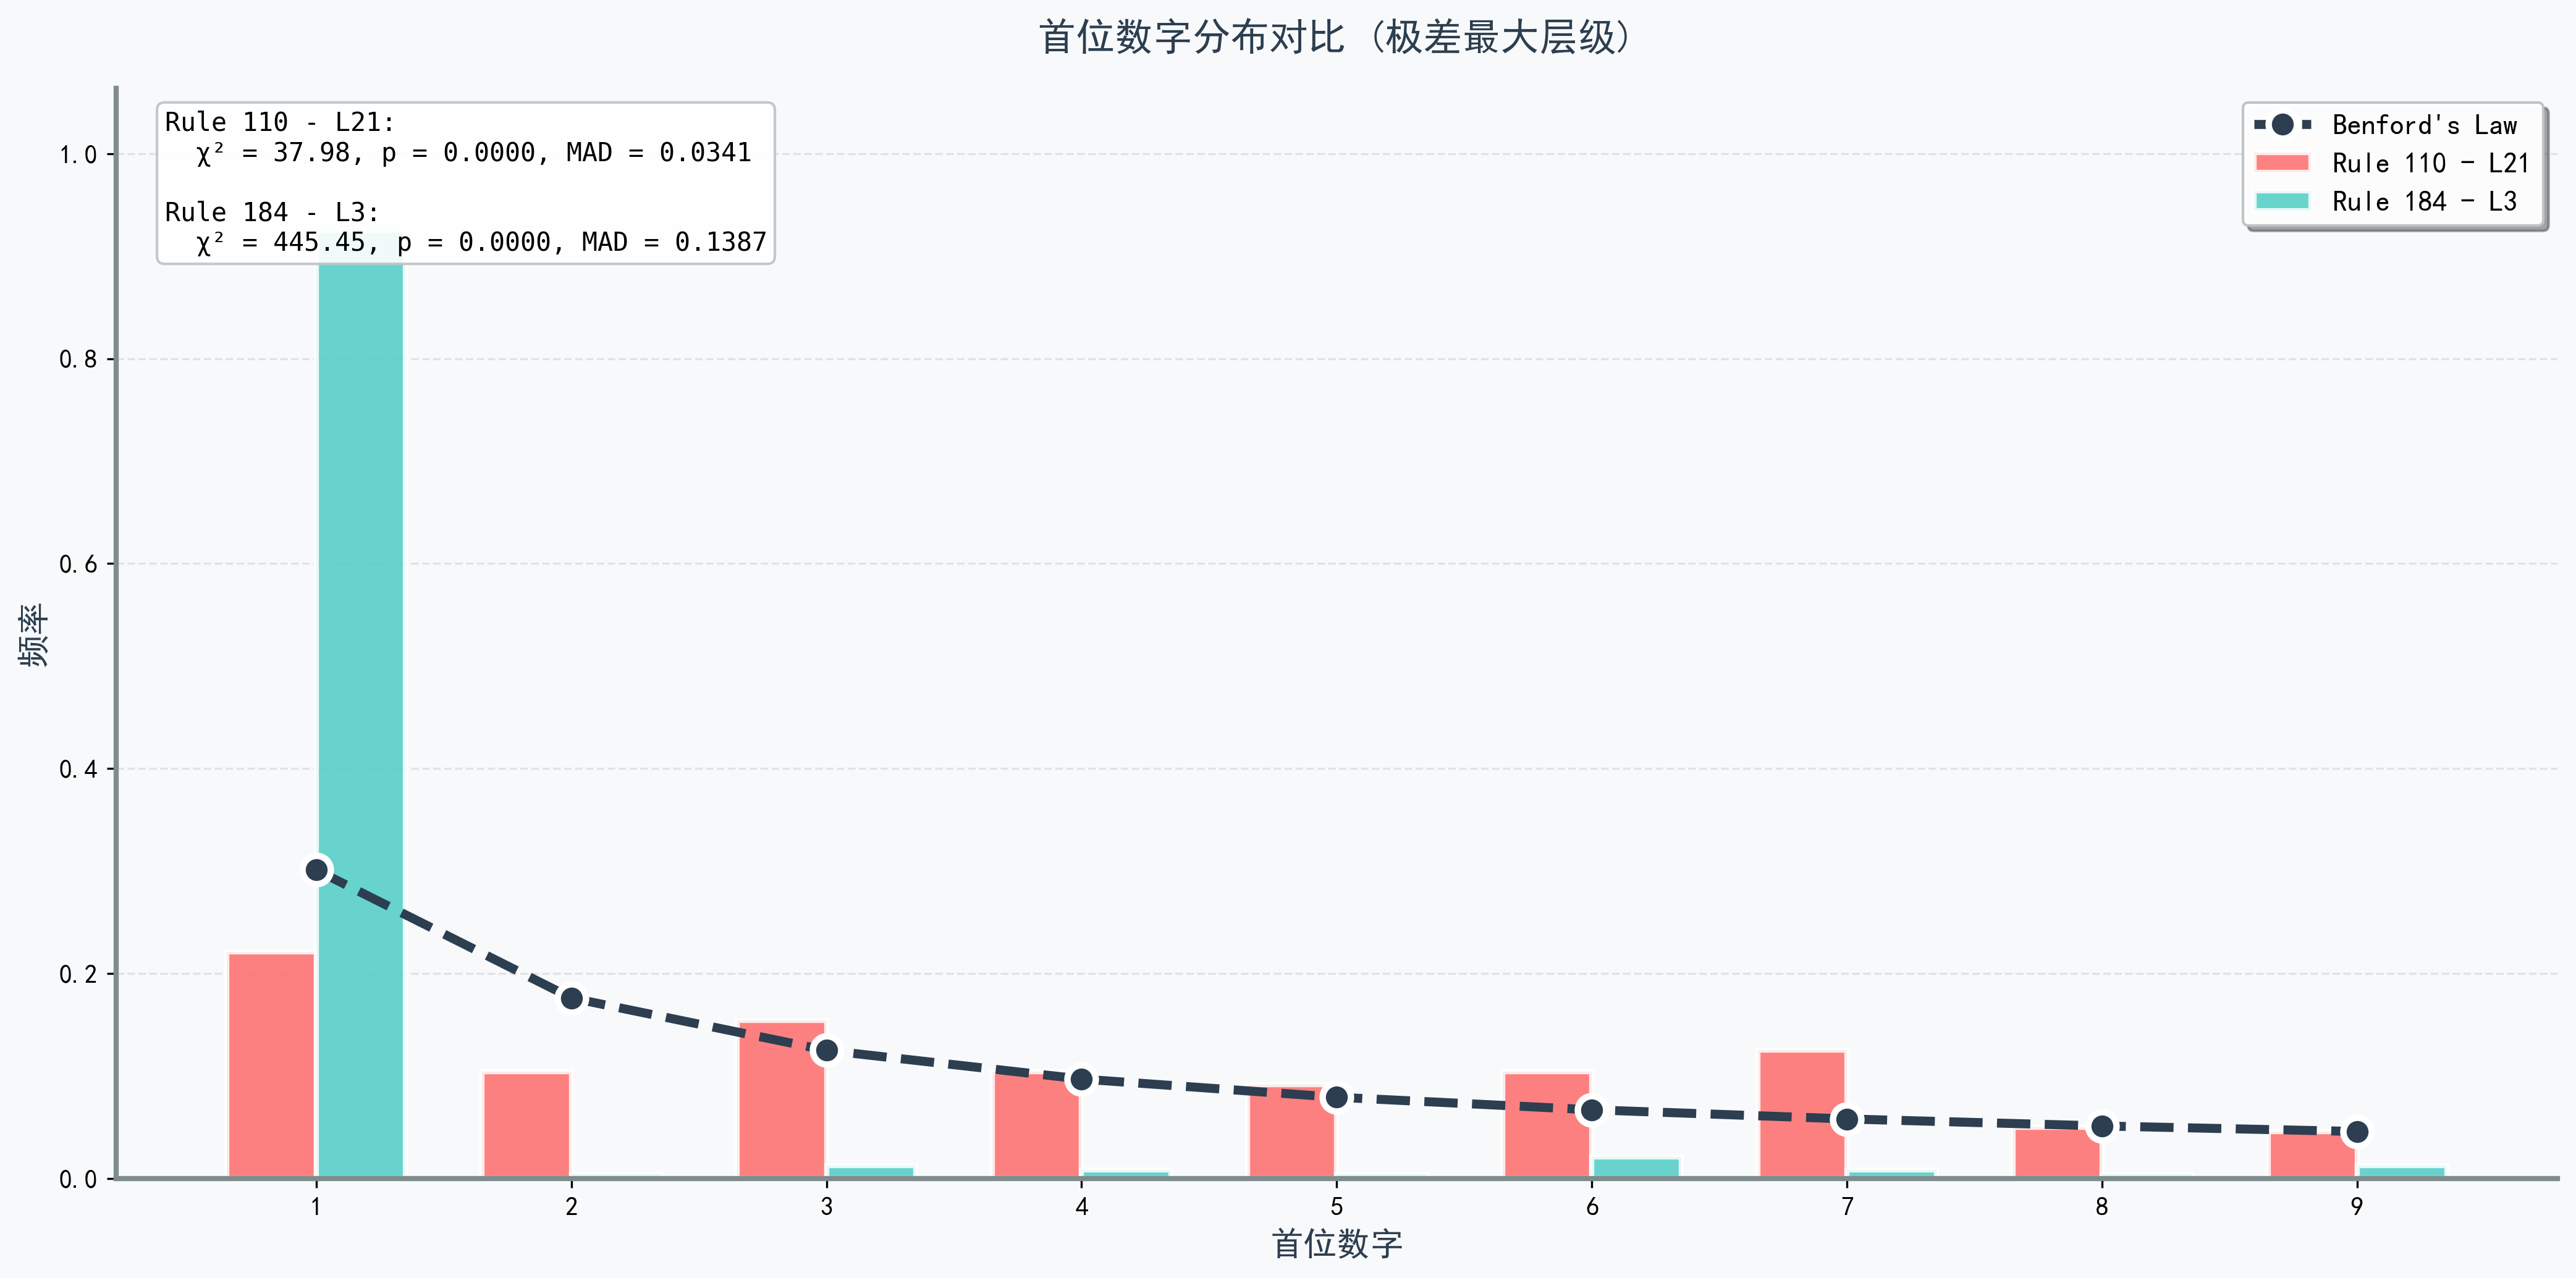 首位数字分布对比（极差最大层级）
Rule 110 - L21:
χ² = 37.98, p = 0.0000, MAD = 0.0341
Rule 184 - L3:
χ² = 445.45, p = 0.0000, MAD = 0.1387
Benford's Law
Rule 110 - L21
Rule 184 - L3
频率
1.0
0.8
0.6
0.4
0.2
0.0
1 2 3 4 5 6 7 8 9
首位数字